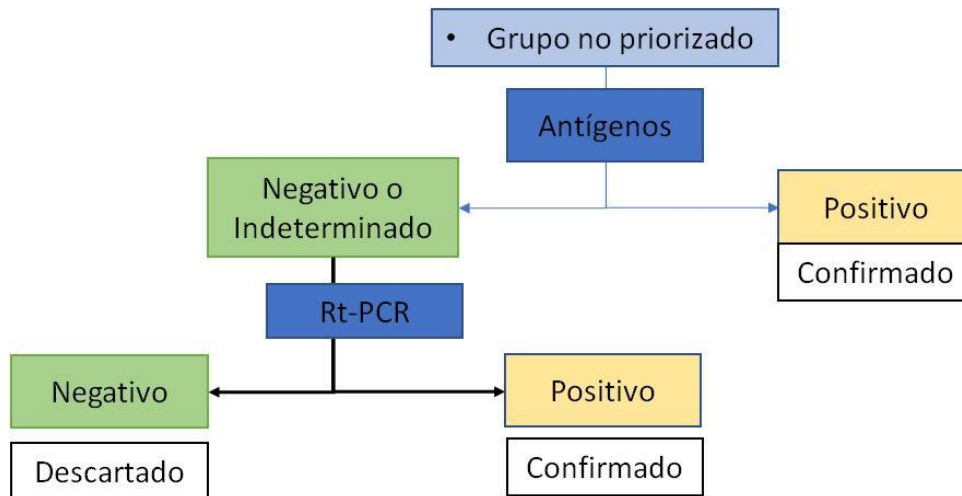 • Grupo no priorizado
Antígenos
Negativo o
Indeterminado
Positivo
Confirmado
Rt-PCR
Negativo
Positivo
Descartado
Confirmado